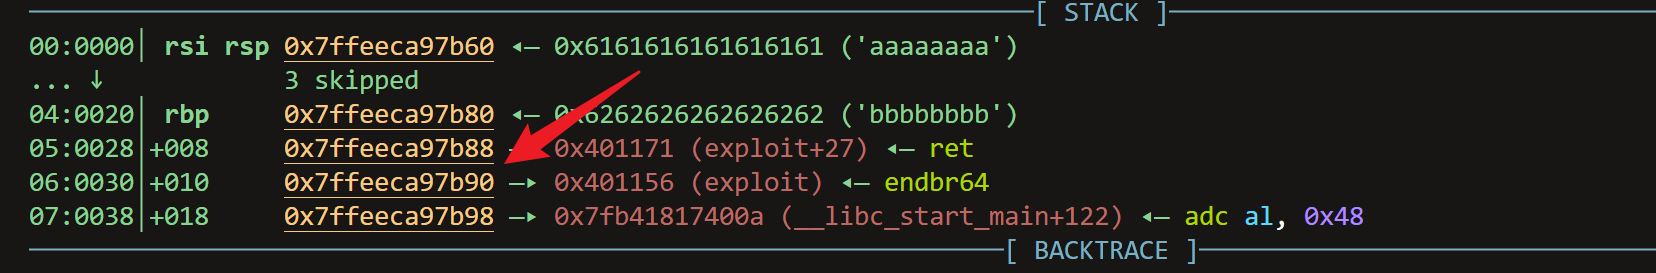 [ STACK ]
00:0000│ rsi rsp 0x7ffeeca97b60 ◂— 0x6161616161616161 ('aaaaaaaa')
... ↓ 3 skipped
04:0020│ rbp 0x7ffeeca97b80 ◂— 0x6262626262626262 ('bbbbbbbb')
05:0028│+008 0x7ffeeca97b88 —▸ 0x401171 (exploit+27) ◂— ret
06:0030│+010 0x7ffeeca97b90 —▸ 0x401156 (exploit) ◂— endbr64
07:0038│+018 0x7ffeeca97b98 —▸ 0x7fb41817400a (__libc_start_main+122) ◂— adc al, 0x48
[ BACKTRACE ]